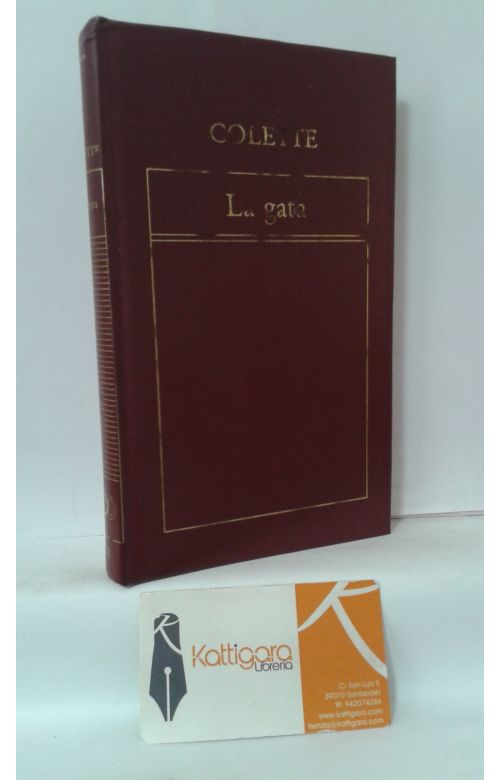 COLETTE
La gata
Kattigara
Librería
C/ San Luis 5
39010 Santander
tlf: 942074286
www.kattigara.com
tienda@kattigara.com